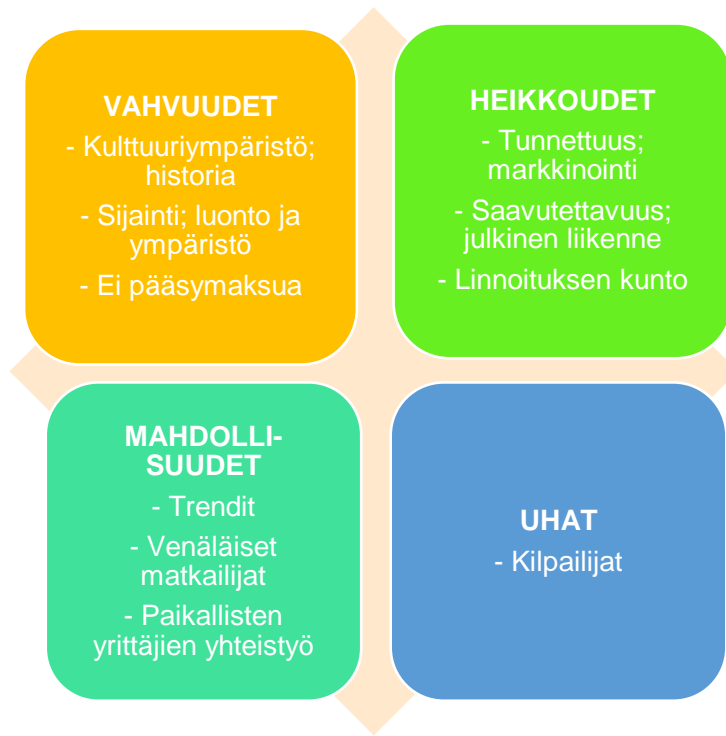 VAHVUUDET
- Kulttuuriympäristö;
historia
- Sijainti; luonto ja
ympäristö
- Ei pääsymaksua
HEIKKOUDET
- Tunnettuus;
markkinointi
- Saavutettavuus;
julkinen liikenne
- Linnoituksen kunto
MAHDOLLI-
SUUDET
- Trendit
- Venäläiset
matkailijat
- Paikallisten
yrittäjien yhteistyö
UHAT
- Kilpailijat